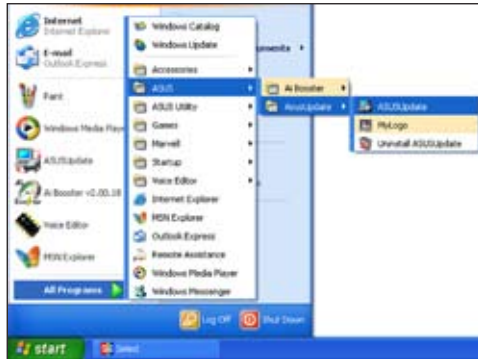 Internet
Internet Explorer
E-mail
Outlook Express
Paint
Windows Media Play
ASUSUpdate
Ai Booster v2.00.18
Voice Editor
MSN Explorer
All Programs
Windows Catalog
Windows Update
Accessories
ASUS
ASUS Utility
Games
Marvell
Startup
Voice Editor
Internet Explorer
MSN Explorer
Outlook Express
Remote Assistance
Windows Media Player
Windows Messenger
uments
Ai Booster
AsusUpdate
ASUSUpdate
MyLogo
Uninstall ASUSUpdate
Log Off
Shut Down
start